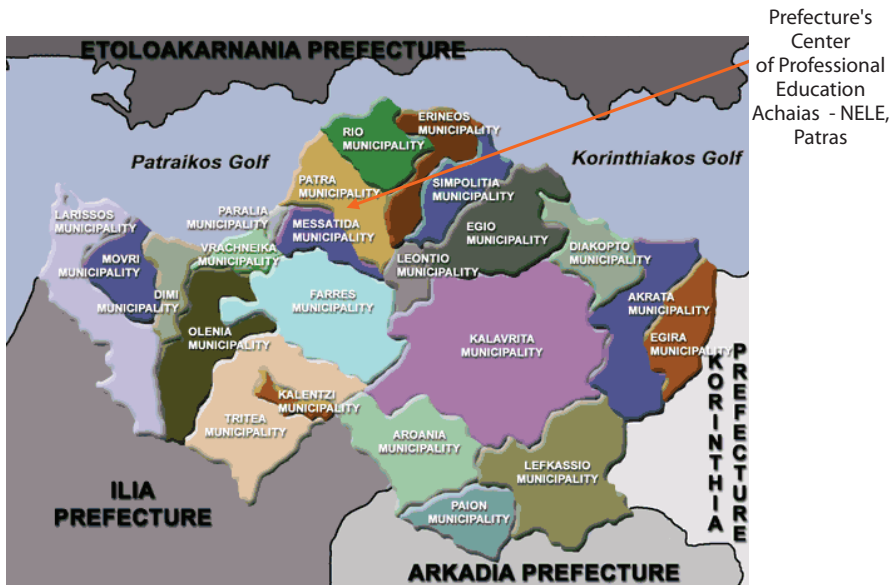 Prefecture's
Center
of Professional
Education
Achaias - NELE,
Patras
ETOLOAKARNANIA PREFECTURE
RIO
MUNICIPALITY
ERINEOS
MUNICIPALITY
Patraikos Golf
Korinthiakos Golf
PATRA
MUNICIPALITY
SIMPOLITIA
MUNICIPALITY
LARISSOS
MUNICIPALITY
PARALIA
MUNICIPALITY
MESSATIDA
MUNICIPALITY
EGIO
MUNICIPALITY
MOVRI
MUNICIPALITY
VRACHNEIKA
MUNICIPALITY
LEONTIO
MUNICIPALITY
DIAKOPTO
MUNICIPALITY
DIMI
MUNICIPALITY
FARRES
MUNICIPALITY
AKRATA
MUNICIPALITY
OLENIA
MUNICIPALITY
KALAVRITA
MUNICIPALITY
EGIRA
MUNICIPALITY
KALENTZI
MUNICIPALITY
TRITEA
MUNICIPALITY
AROANIA
MUNICIPALITY
LEFKASSIO
MUNICIPALITY
PAION
MUNICIPALITY
KORINTHIA
PREFECTURE
ILIA
PREFECTURE
ARKADIA PREFECTURE